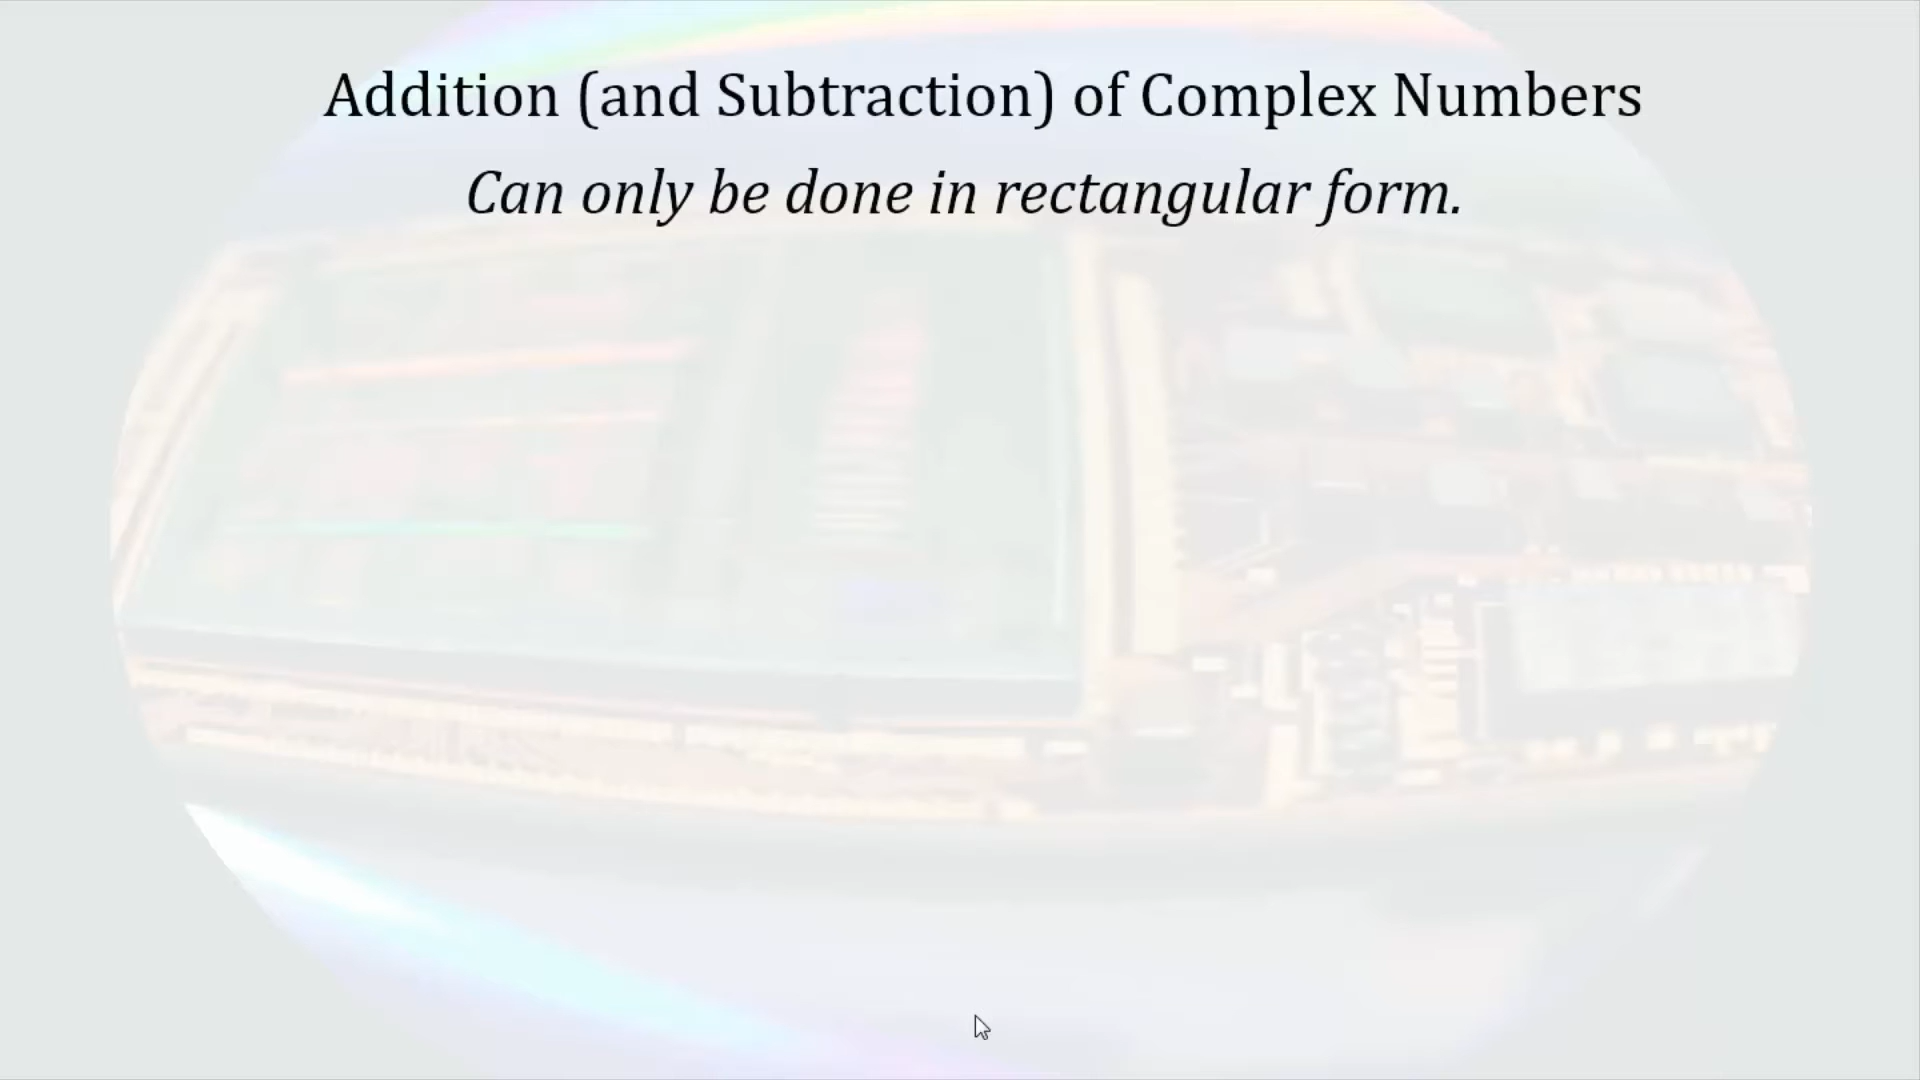 Addition (and Subtraction) of Complex Numbers
Can only be done in rectangular form.